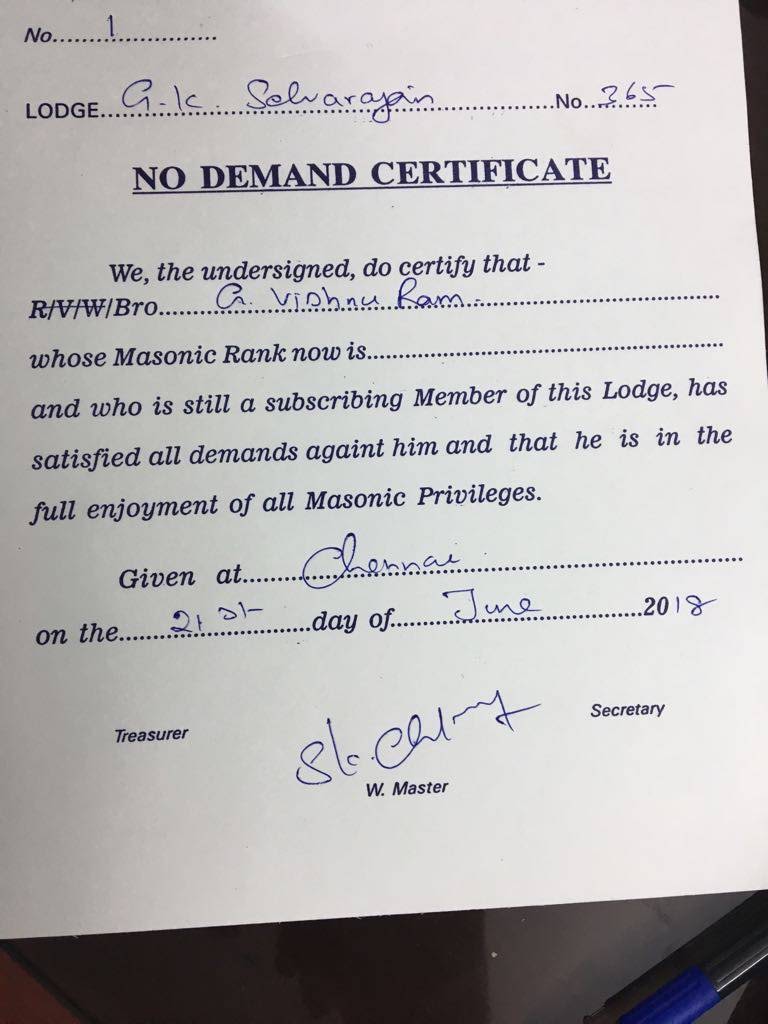 No.......1....................
LODGE....G.K. Selvarajan....................No...365........
NO DEMAND CERTIFICATE
We, the undersigned, do certify that -
R/V/W/Bro.........G. Vishnu Ram.......................................
whose Masonic Rank now is.......................................................
and who is still a subscribing Member of this Lodge, has
satisfied all demands againt him and that he is in the
full enjoyment of all Masonic Privileges.
Given at..........Chennai..................................................
on the.........21st..........day of..........June....................2018
Treasurer
Secretary
W. Master